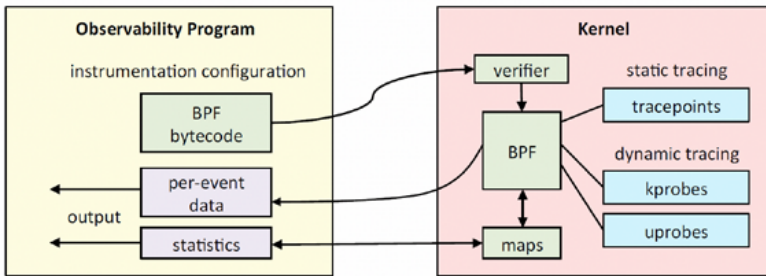 Observability Program
instrumentation configuration
BPF
bytecode
per-event
data
output
statistics
Kernel
verifier
static tracing
tracepoints
BPF
dynamic tracing
kprobes
uprobes
maps